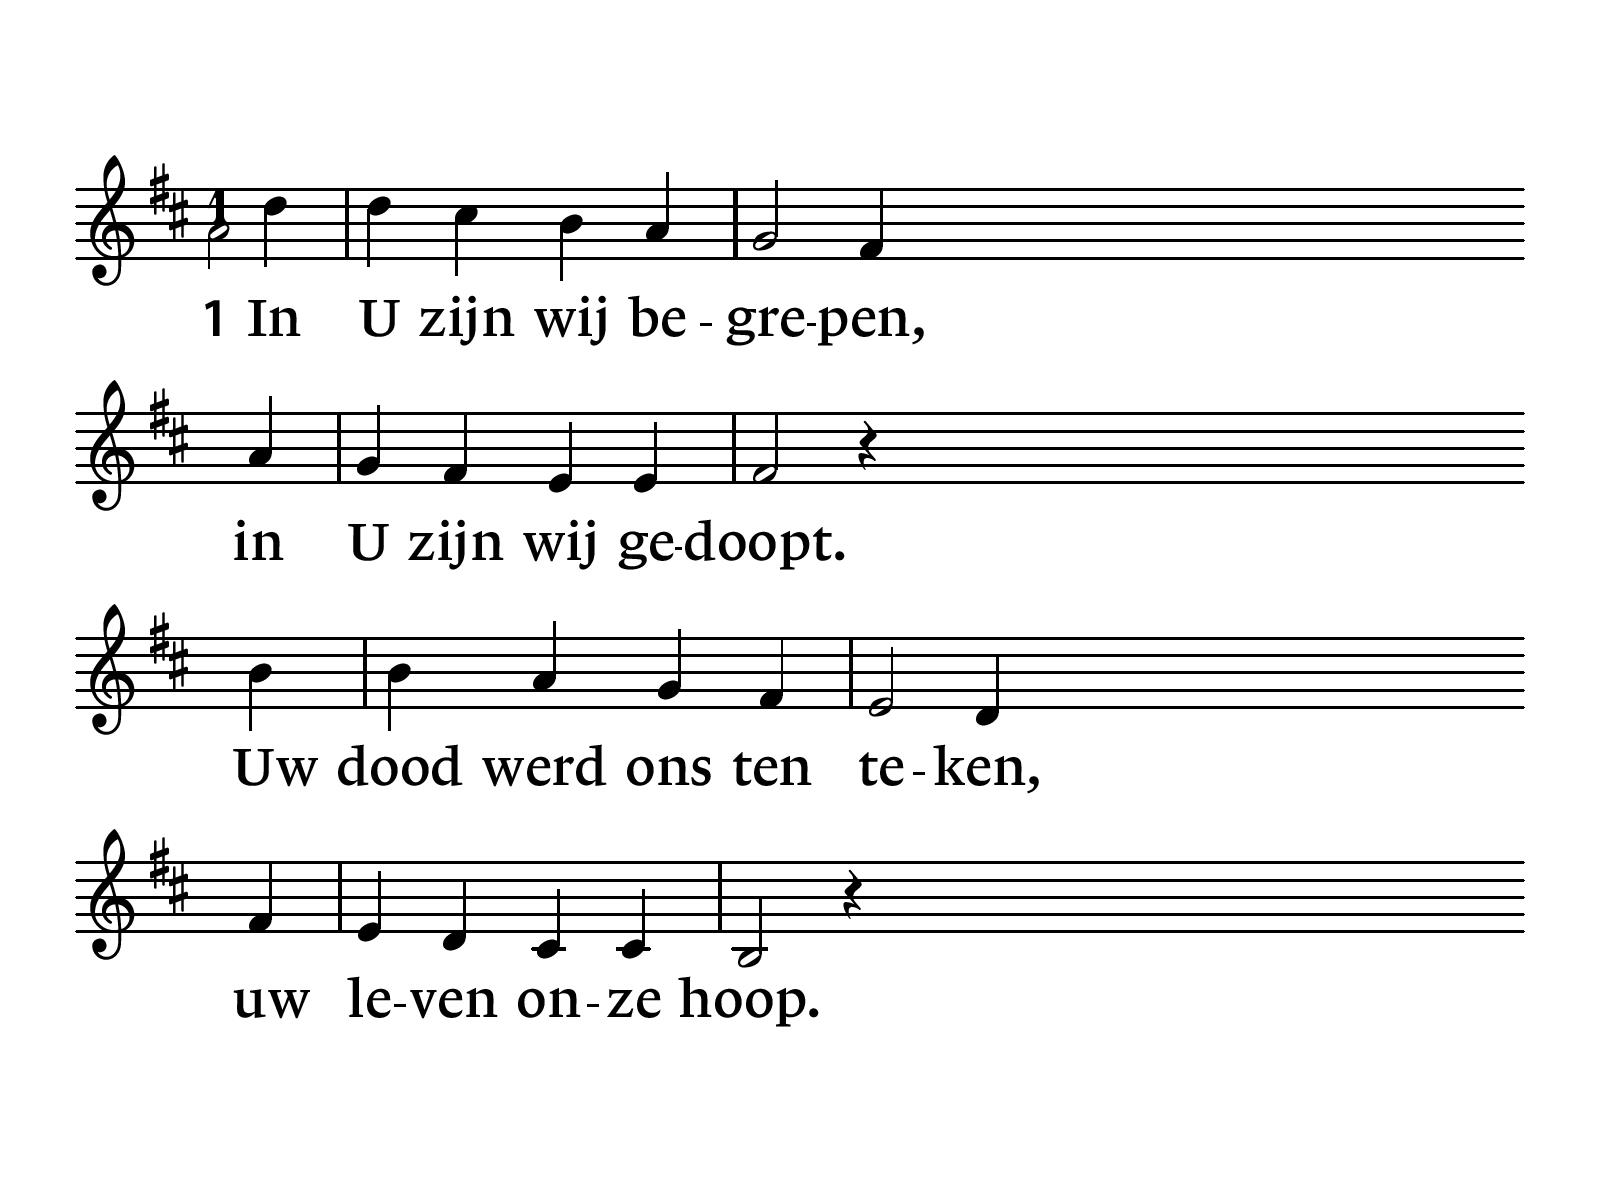 1 In U zijn wij be - gre-pen,
in U zijn wij ge-doopt.
Uw dood werd ons ten te - ken,
uw le-ven on - ze hoop.